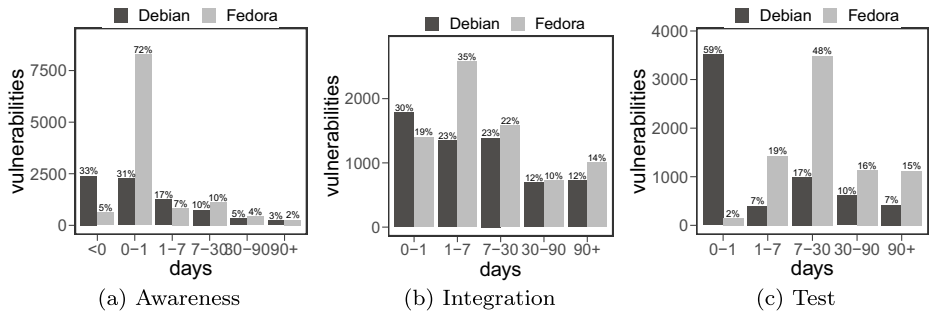 Debian Fedora
vulnerabilities
7500
5000
2500
0
33% 5% 31% 72% 17% 7% 10% 10% 5% 4% 3% 2%
<0 0−1 1−7 7−30 30−90 90+
days
(a) Awareness
Debian Fedora
vulnerabilities
2000
1000
0
30% 19% 23% 35% 23% 22% 12% 10% 12% 14%
0−1 1−7 7−30 30−90 90+
days
(b) Integration
Debian Fedora
vulnerabilities
4000
3000
2000
1000
0
59% 2% 7% 19% 17% 48% 10% 16% 7% 15%
0−1 1−7 7−30 30−90 90+
days
(c) Test